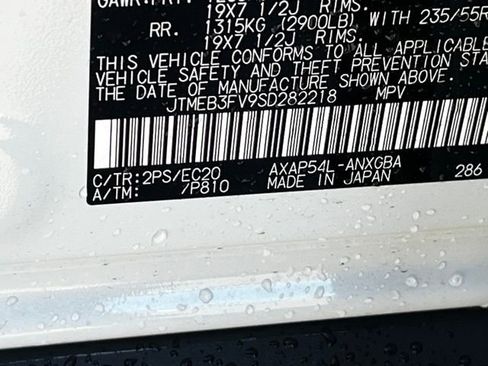 19X7 1/2J RIMS.
RR. 1315KG (2900LB) WITH 235/55R
19X7 1/2J RIMS.
THIS VEHICLE CONFORMS TO ALL APPLICABLE
VEHICLE SAFETY AND THEFT PREVENTION STA
THE DATE OF MANUFACTURE SHOWN ABOVE.
JTMEB3FV9SD282218 MPV
C/TR:2PS/EC20 AXAP54L-ANXGBA 286
A/TM: /P810 MADE IN JAPAN